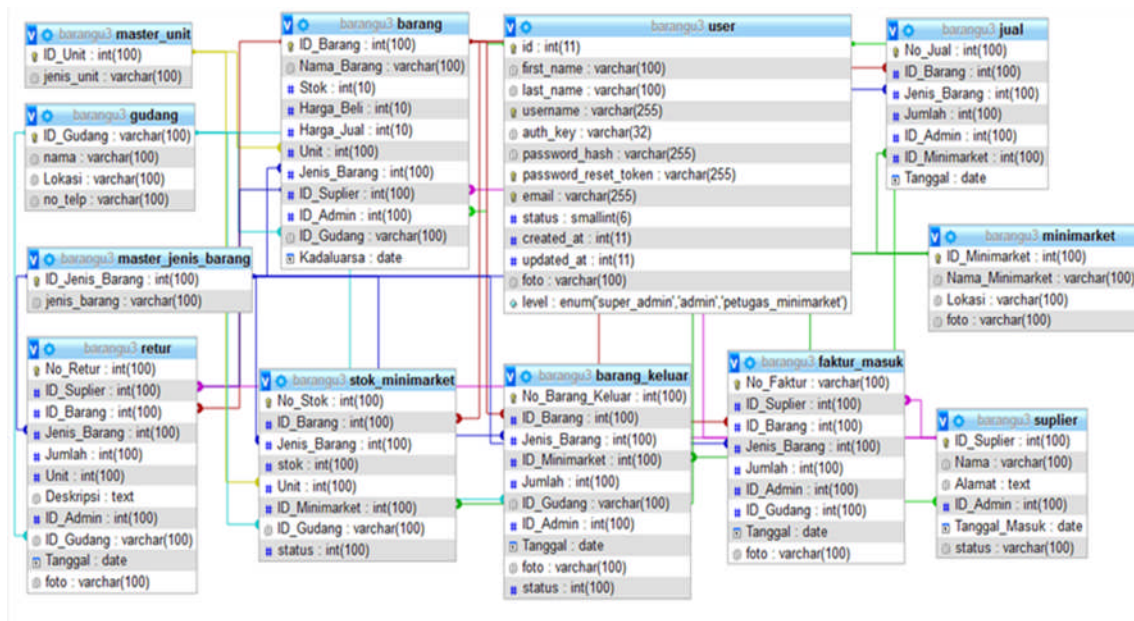 barangu3 master_unit
ID_Unit : int(100)
jenis_unit : varchar(100)
barangu3 gudang
ID_Gudang : varchar(100)
nama : varchar(100)
Lokasi : varchar(100)
no_telp : varchar(100)
barangu3 master_jenis_barang
ID_Jenis_Barang : int(100)
jenis_barang : varchar(100)
barangu3 retur
No_Retur : int(100)
ID_Suplier : int(100)
ID_Barang : int(100)
Jenis_Barang : int(100)
Jumlah : int(100)
Unit : int(100)
Deskripsi : text
ID_Admin : int(100)
ID_Gudang : varchar(100)
Tanggal : date
foto : varchar(100)
barangu3 barang
ID_Barang : int(100)
Nama_Barang : varchar(100)
Stok : int(10)
Harga_Beli : int(10)
Harga_Jual : int(10)
Unit : int(100)
Jenis_Barang : int(100)
ID_Suplier : int(100)
ID_Admin : int(100)
ID_Gudang : varchar(100)
Kadaluarsa : date
barangu3 stok_minimarket
No_Stok : int(100)
ID_Barang : int(100)
Jenis_Barang : int(100)
stok : int(100)
Unit : int(100)
ID_Minimarket : int(100)
ID_Gudang : varchar(100)
status : int(100)
barangu3 user
id : int(11)
first_name : varchar(100)
last_name : varchar(100)
username : varchar(255)
auth_key : varchar(32)
password_hash : varchar(255)
password_reset_token : varchar(255)
email : varchar(255)
status : smallint(6)
created_at : int(11)
updated_at : int(11)
foto : varchar(100)
level : enum('super_admin','admin','petugas_minimarket')
barangu3 barang_keluar
No_Barang_Keluar : int(100)
ID_Barang : int(100)
Jenis_Barang : int(100)
ID_Minimarket : int(100)
Jumlah : int(100)
ID_Gudang : varchar(100)
ID_Admin : int(100)
Tanggal : date
foto : varchar(100)
status : int(100)
barangu3 faktur_masuk
No_Faktur : varchar(100)
ID_Suplier : int(100)
ID_Barang : int(100)
Jenis_Barang : int(100)
Jumlah : int(100)
ID_Admin : int(100)
ID_Gudang : int(100)
Tanggal : date
foto : varchar(100)
barangu3 jual
No_Jual : int(100)
ID_Barang : int(100)
Jenis_Barang : int(100)
Jumlah : int(100)
ID_Admin : int(100)
ID_Minimarket : int(100)
Tanggal : date
barangu3 minimarket
ID_Minimarket : int(100)
Nama_Minimarket : varchar(100)
Lokasi : varchar(100)
foto : varchar(100)
barangu3 suplier
ID_Suplier : int(100)
Nama : varchar(100)
Alamat : text
ID_Admin : int(100)
Tanggal_Masuk : date
status : varchar(100)